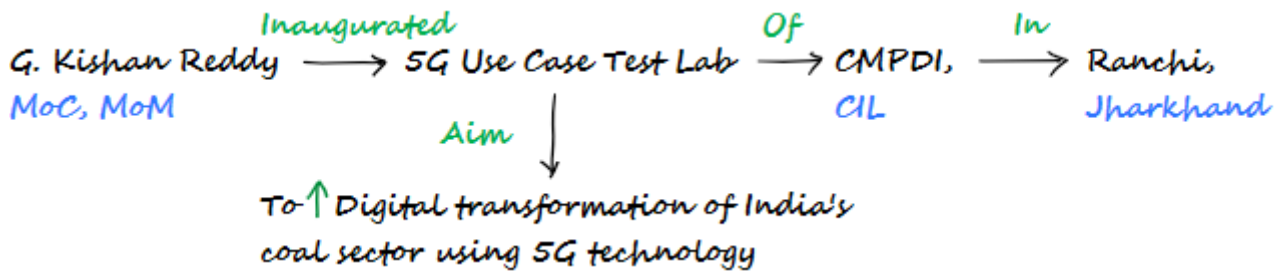 Inaugurated Of In
G. Kishan Reddy → 5G Use Case Test Lab → CMPDI, → Ranchi,
MoC, MoM CIL Jharkhand
Aim
To ↑ Digital transformation of India's
coal sector using 5G technology